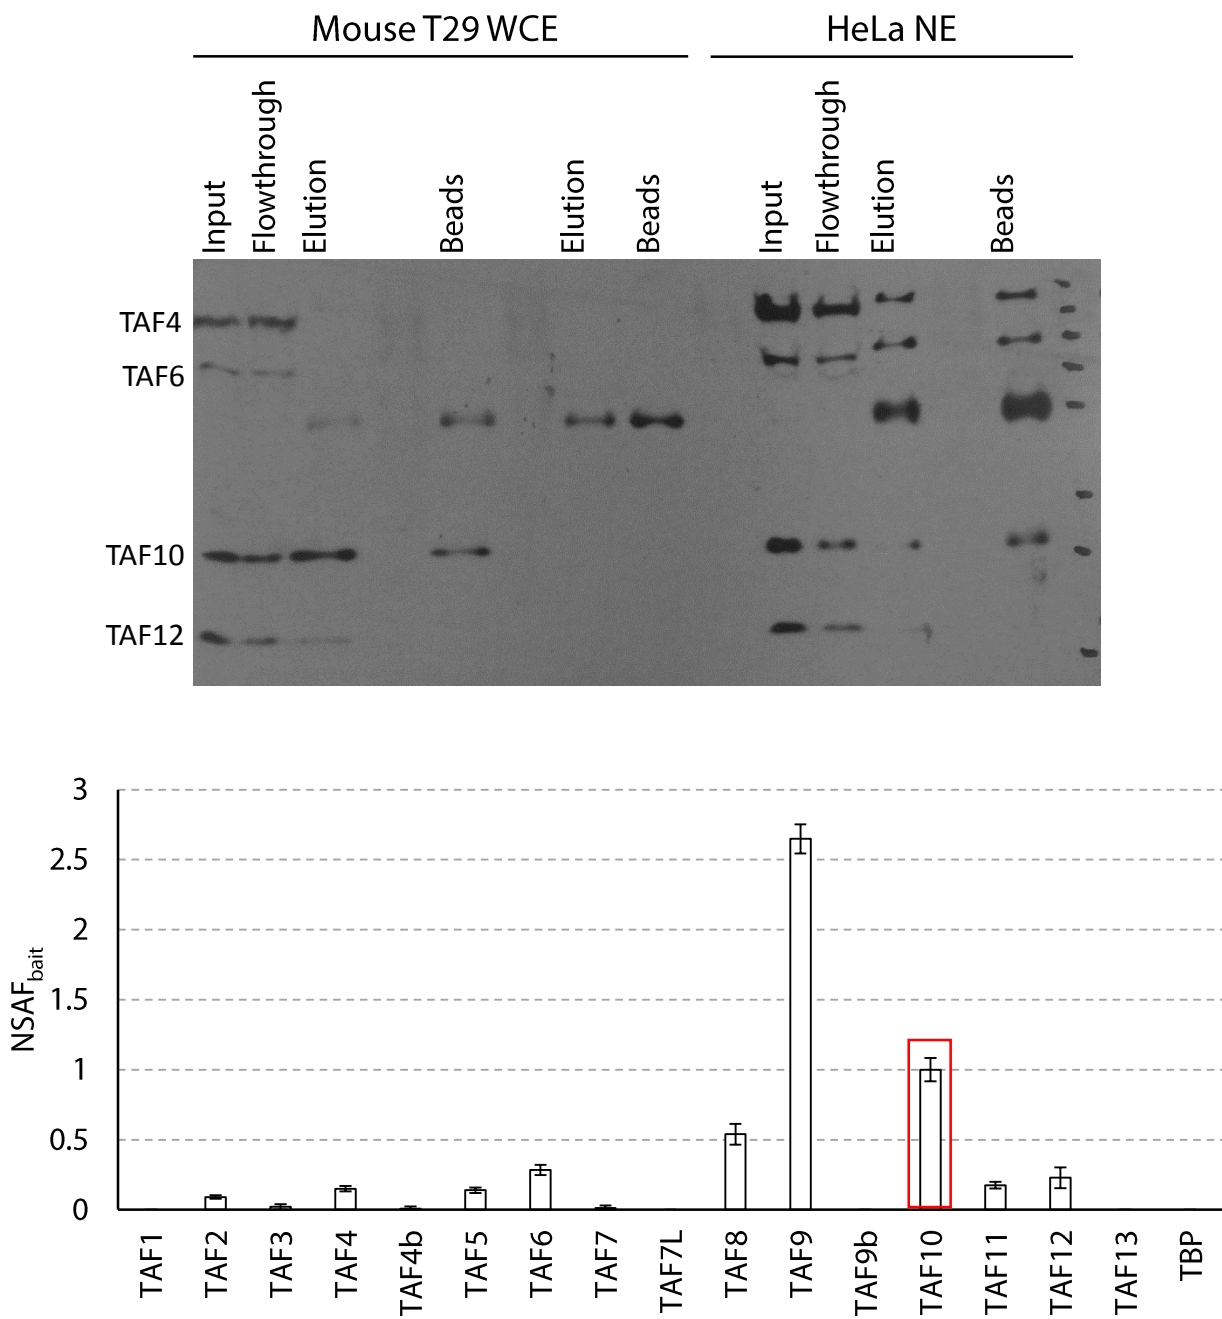 Mouse T29 WCE
HeLa NE
Input
Flowthrough
Elution
Beads
Elution
Beads
Input
Flowthrough
Elution
Beads
TAF4
TAF6
TAF10
TAF12
3
2.5
2
1.5
1
0.5
0
NSAFbait
TAF1
TAF2
TAF3
TAF4
TAF4b
TAF5
TAF6
TAF7
TAF7L
TAF8
TAF9
TAF9b
TAF10
TAF11
TAF12
TAF13
TBP